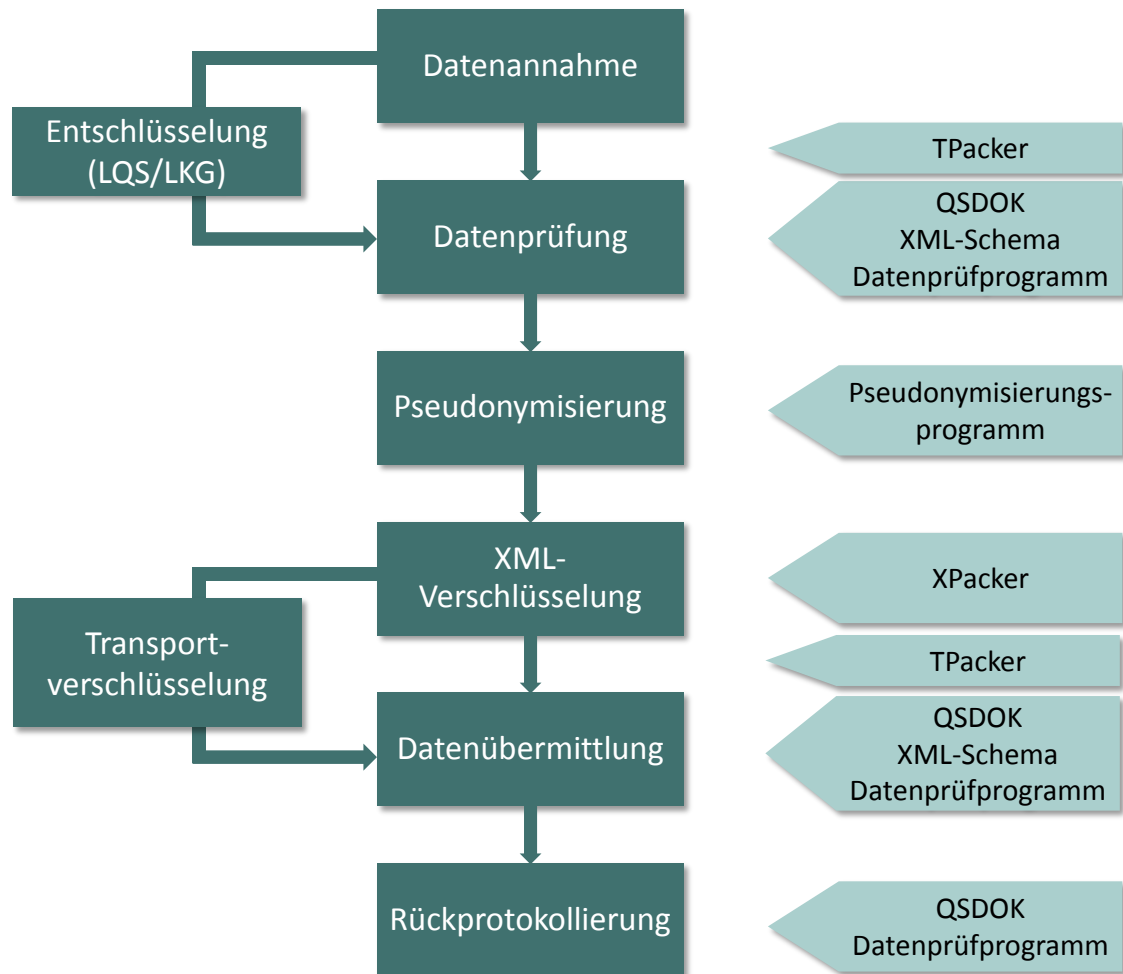 Datenannahme
Entschlüsselung
(LQS/LKG)
TPacker
Datenprüfung
QSDOK
XML-Schema
Datenprüfprogramm
Pseudonymisierung
Pseudonymisierungs-
programm
XML-
Verschlüsselung
XPacker
Transport-
verschlüsselung
TPacker
Datenübermittlung
QSDOK
XML-Schema
Datenprüfprogramm
Rückprotokollierung
QSDOK
Datenprüfprogramm